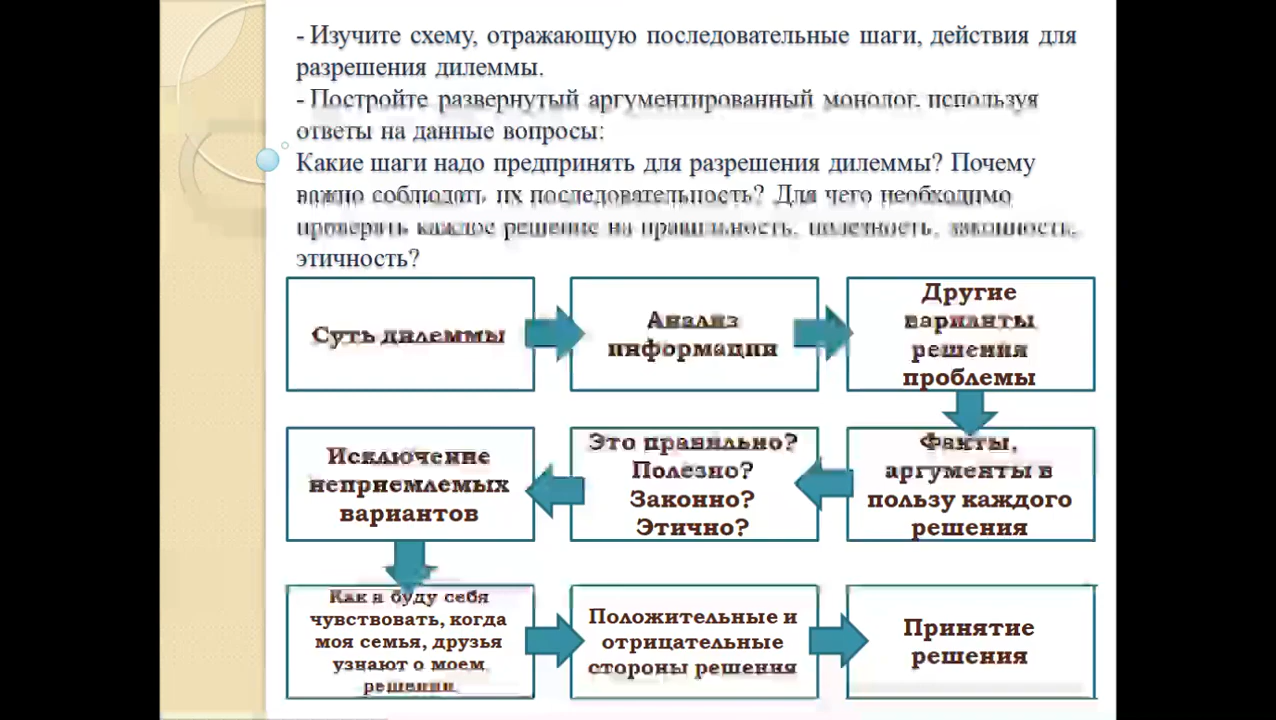 - Изучите схему, отражающую последовательные шаги, действия для
разрешения дилеммы.
- Постройте развернутый аргументированный монолог, используя
ответы на данные вопросы:
Какие шаги надо предпринять для разрешения дилеммы? Почему
важно соблюдать их последовательность? Для чего необходимо
проверять каждое решение на правильность, полезность, законность,
этичность?
Суть дилеммы
Анализ
информации
Другие
варианты
решения
проблемы
Факты,
аргументы в
пользу каждого
решения
Это правильно?
Полезно?
Законно?
Этично?
Исключение
неприемлемых
вариантов
Как я буду себя
чувствовать, когда
моя семья, друзья
узнают о моем
решении
Положительные и
отрицательные
стороны решения
Принятие
решения